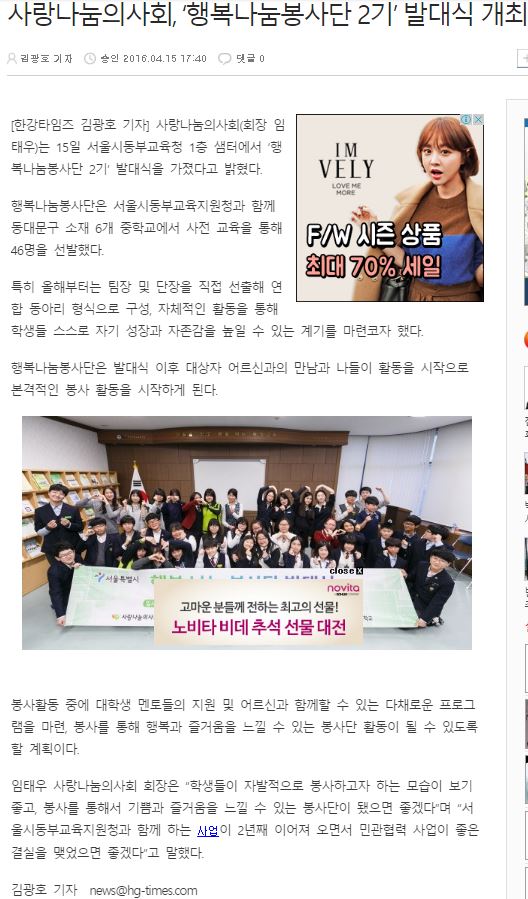 사랑나눔의사회, ‘행복나눔봉사단 2기’ 발대식 개최
김광호 기자 승인 2016.04.15 17:40 댓글 0
[한강타임즈 김광호 기자] 사랑나눔의사회(회장 임
태우)는 15일 서울시동부교육청 1층 샘터에서 ‘행
복나눔봉사단 2기’ 발대식을 가졌다고 밝혔다.
행복나눔봉사단은 서울시동부교육지원청과 함께
동대문구 소재 6개 중학교에서 사전 교육을 통해
46명을 선발했다.
특히 올해부터는 팀장 및 단장을 직접 선출해 연
합 동아리 형식으로 구성, 자체적인 활동을 통해
학생들 스스로 자기 성장과 자존감을 높일 수 있는 계기를 마련코자 했다.
행복나눔봉사단은 발대식 이후 대상자 어르신과의 만남과 나들이 활동을 시작으로
본격적인 봉사 활동을 시작하게 된다.
IM
VELY
LOVE ME
MORE
F/W 시즌 상품
최대 70% 세일
close X
서울특별시
사랑나눔의사
novita
고마운 분들께 전하는 최고의 선물!
노비타 비데 추석 선물 대전
봉사활동 중에 대학생 멘토들의 지원 및 어르신과 함께할 수 있는 다채로운 프로그
램을 마련, 봉사를 통해 행복과 즐거움을 느낄 수 있는 봉사단 활동이 될 수 있도록
할 계획이다.
임태우 사랑나눔의사회 회장은 “학생들이 자발적으로 봉사하고자 하는 모습이 보기
좋고, 봉사를 통해서 기쁨과 즐거움을 느낄 수 있는 봉사단이 됐으면 좋겠다”며 “서
울시동부교육지원청과 함께 하는 사업이 2년째 이어져 오면서 민관협력 사업이 좋은
결실을 맺었으면 좋겠다”고 말했다.
김광호 기자 news@hg-times.com